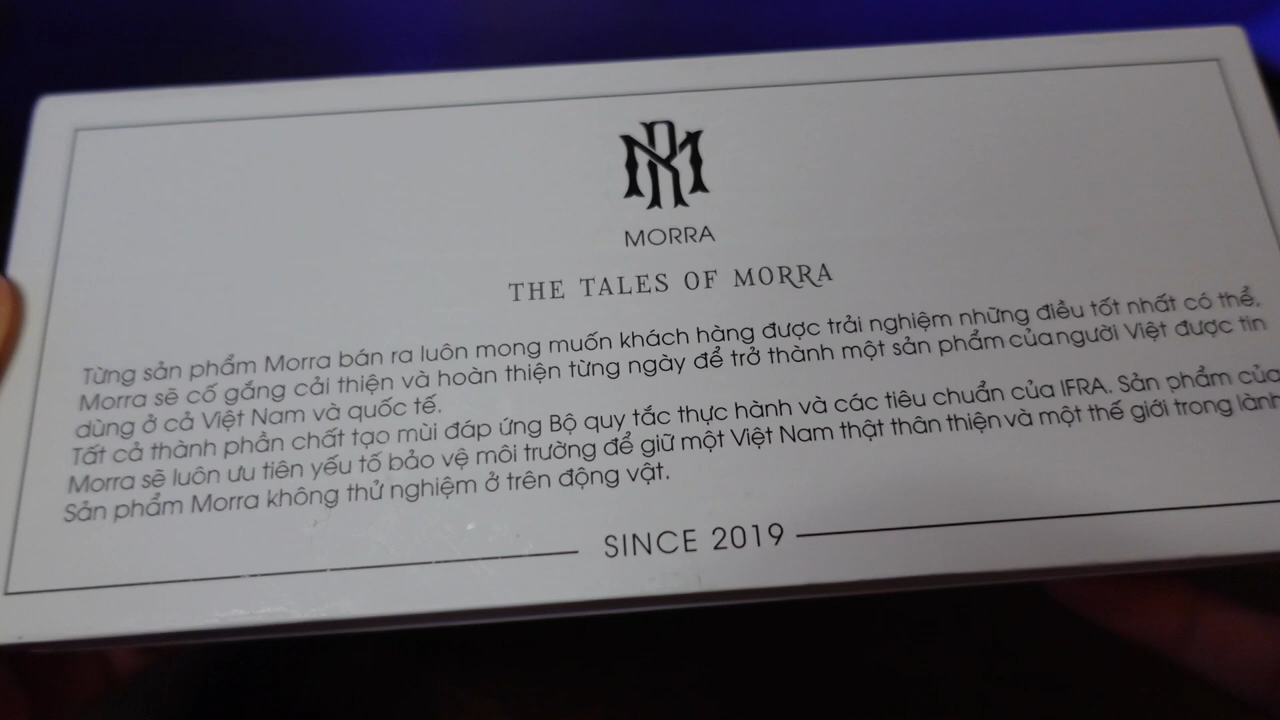 MR
MORRA
THE TALES OF MORRA
Từng sản phẩm Morra bán ra luôn mong muốn khách hàng được trải nghiệm những điều tốt nhất có thể.
Morra sẽ cố gắng cải thiện và hoàn thiện từng ngày để trở thành một sản phẩm của người Việt được tin
dùng ở cả Việt Nam và quốc tế.
Tất cả thành phần chất tạo mùi đáp ứng Bộ quy tắc thực hành và các tiêu chuẩn của IFRA. Sản phẩm của
Morra sẽ luôn ưu tiên yếu tố bảo vệ môi trường để giữ một Việt Nam thật thân thiện và một thế giới trong lành
Sản phẩm Morra không thử nghiệm ở trên động vật.
SINCE 2019